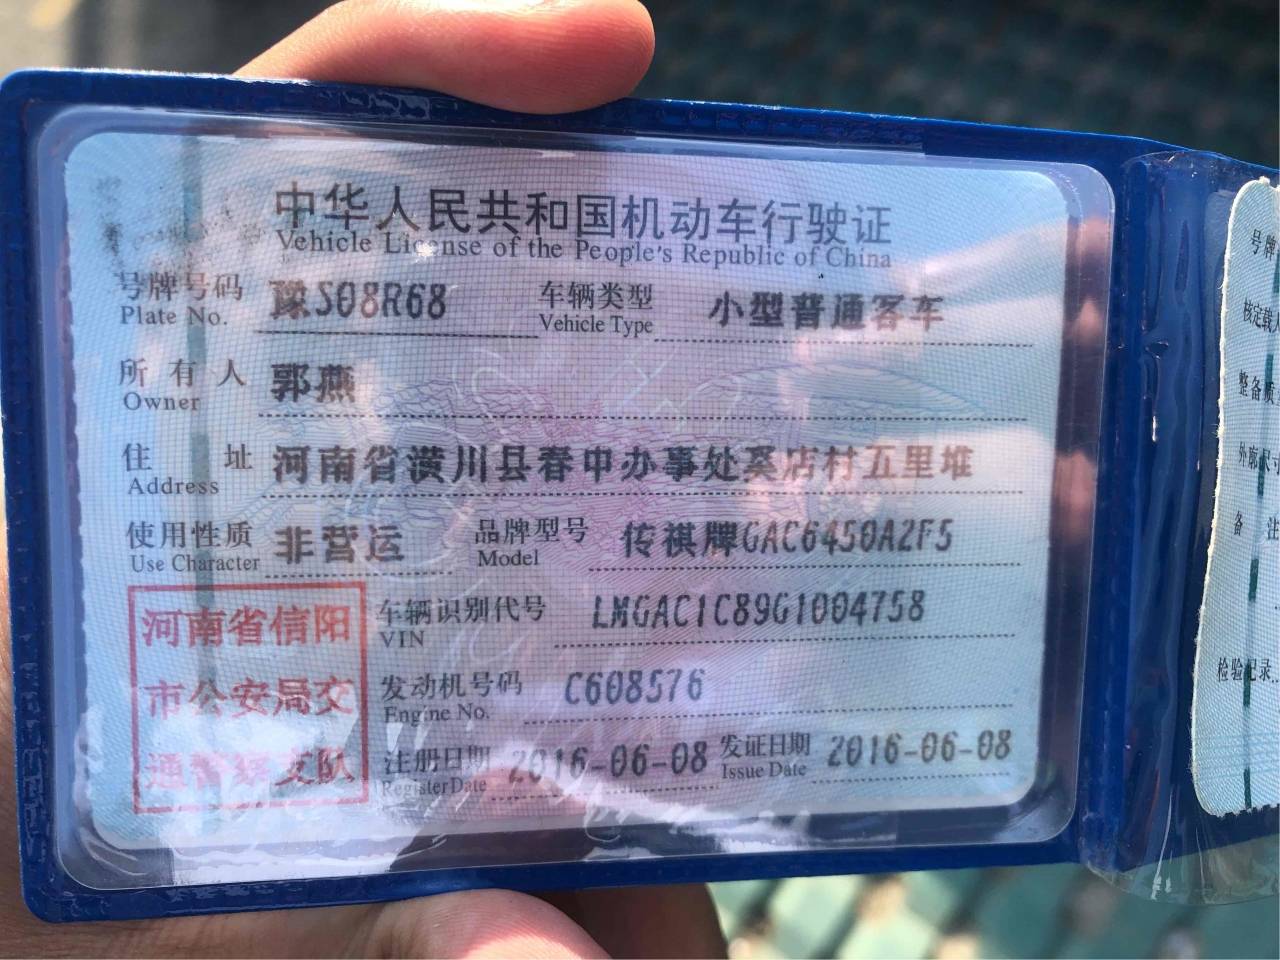 中华人民共和国机动车行驶证
Vehicle License of the People's Republic of China
号牌号码 豫S08R68 车辆类型 小型普通客车
Plate No. Vehicle Type
所有人 郭燕
Owner
住址 河南省潢川县春申办事处奚店村五里堆
Address
使用性质 非营运 品牌型号 传祺牌GAC6450A2F5
Use Character Model
河南省信阳
市公安局交
通警察支队
车辆识别代号 LMGAC1C89G1004758
VIN
发动机号码 C608576
Engine No.
注册日期 2016-06-08 发证日期 2016-06-08
Register Date Issue Date
号牌
核定载人
整备质
外廓尺寸
备注
检验记录